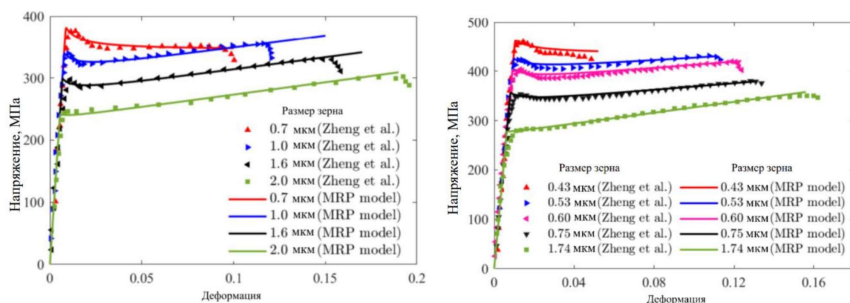 400
300
200
100
0
Напряжение, МПа
Размер зерна
0.7 мкм (Zheng et al.)
1.0 мкм (Zheng et al.)
1.6 мкм (Zheng et al.)
2.0 мкм (Zheng et al.)
0.7 мкм (MRP model)
1.0 мкм (MRP model)
1.6 мкм (MRP model)
2.0 мкм (MRP model)
0 0.05 0.1 0.15 0.2
Деформация
500
400
300
200
100
0
Напряжение, МПа
Размер зерна Размер зерна
0.43 мкм (Zheng et al.) 0.43 мкм (MRP model)
0.53 мкм (Zheng et al.) 0.53 мкм (MRP model)
0.60 мкм (Zheng et al.) 0.60 мкм (MRP model)
0.75 мкм (Zheng et al.) 0.75 мкм (MRP model)
1.74 мкм (Zheng et al.) 1.74 мкм (MRP model)
0 0.04 0.08 0.12 0.16
Деформация